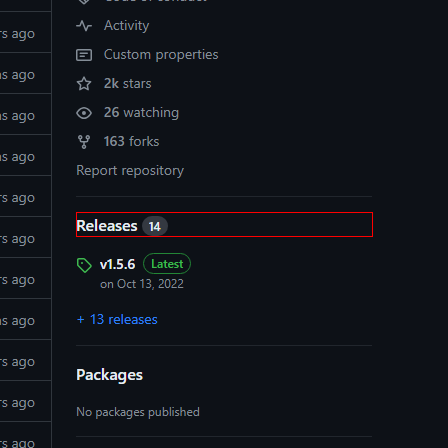 Activity
Custom properties
2k stars
26 watching
163 forks
Report repository
Releases 14
v1.5.6 Latest
on Oct 13, 2022
+ 13 releases
Packages
No packages published
s ago
s ago
s ago
s ago
s ago
s ago
s ago
s ago
s ago
s ago